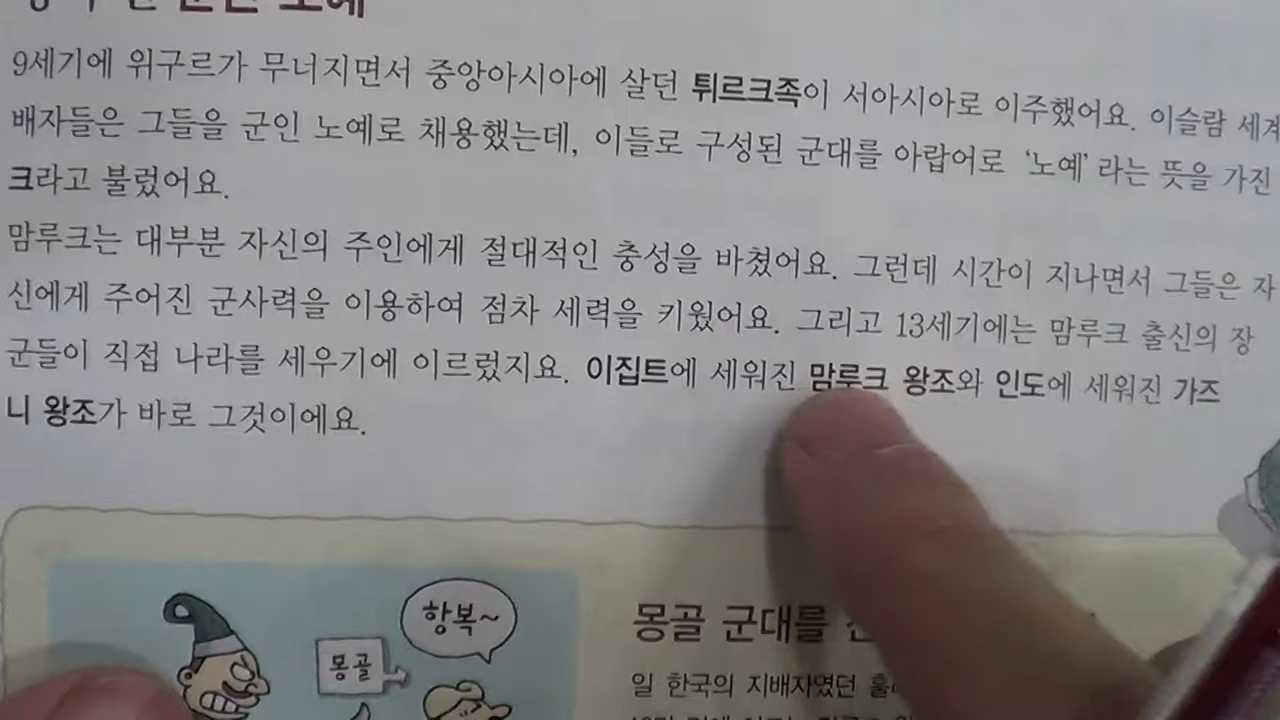 노예
9세기에 위구르가 무너지면서 중앙아시아에 살던 튀르크족이 서아시아로 이주했어요. 이슬람 세계
배자들은 그들을 군인 노예로 채용했는데, 이들로 구성된 군대를 아랍어로 ‘노예’라는 뜻을 가진
크라고 불렀어요.
맘루크는 대부분 자신의 주인에게 절대적인 충성을 바쳤어요. 그런데 시간이 지나면서 그들은 자
신에게 주어진 군사력을 이용하여 점차 세력을 키웠어요. 그리고 13세기에는 맘루크 출신의 장
군들이 직접 나라를 세우기에 이르렀지요. 이집트에 세워진 맘루크 왕조와 인도에 세워진 가즈
니 왕조가 바로 그것이에요.
항복~
몽골
몽골 군대를
일 한국의 지배자였던